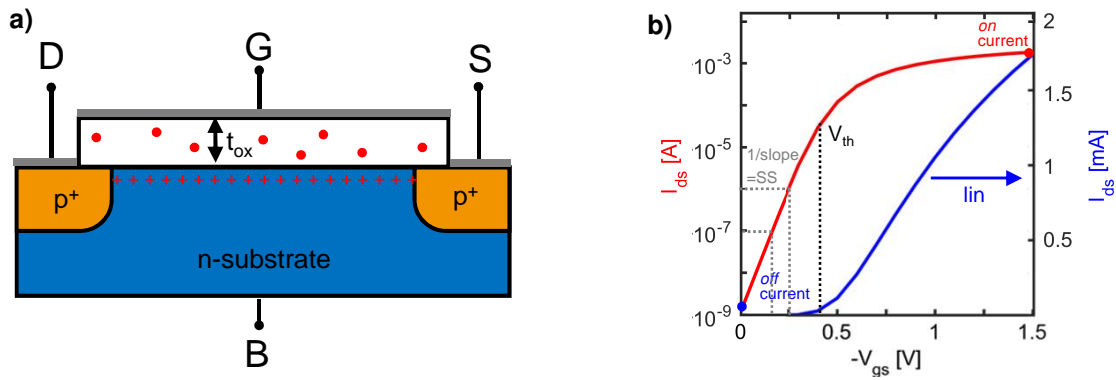 a)
D
G
S
t_ox
+ + + + + + + + + + + + + + + + + + + + + + + +
p⁺
p⁺
n-substrate
B
b)
I_ds [A]
10⁻³
10⁻⁵
10⁻⁷
10⁻⁹
on
current
V_th
1/slope
=SS
lin
off
current
2
1.5
1
0.5
I_ds [mA]
0
0.5
1
1.5
-V_gs [V]